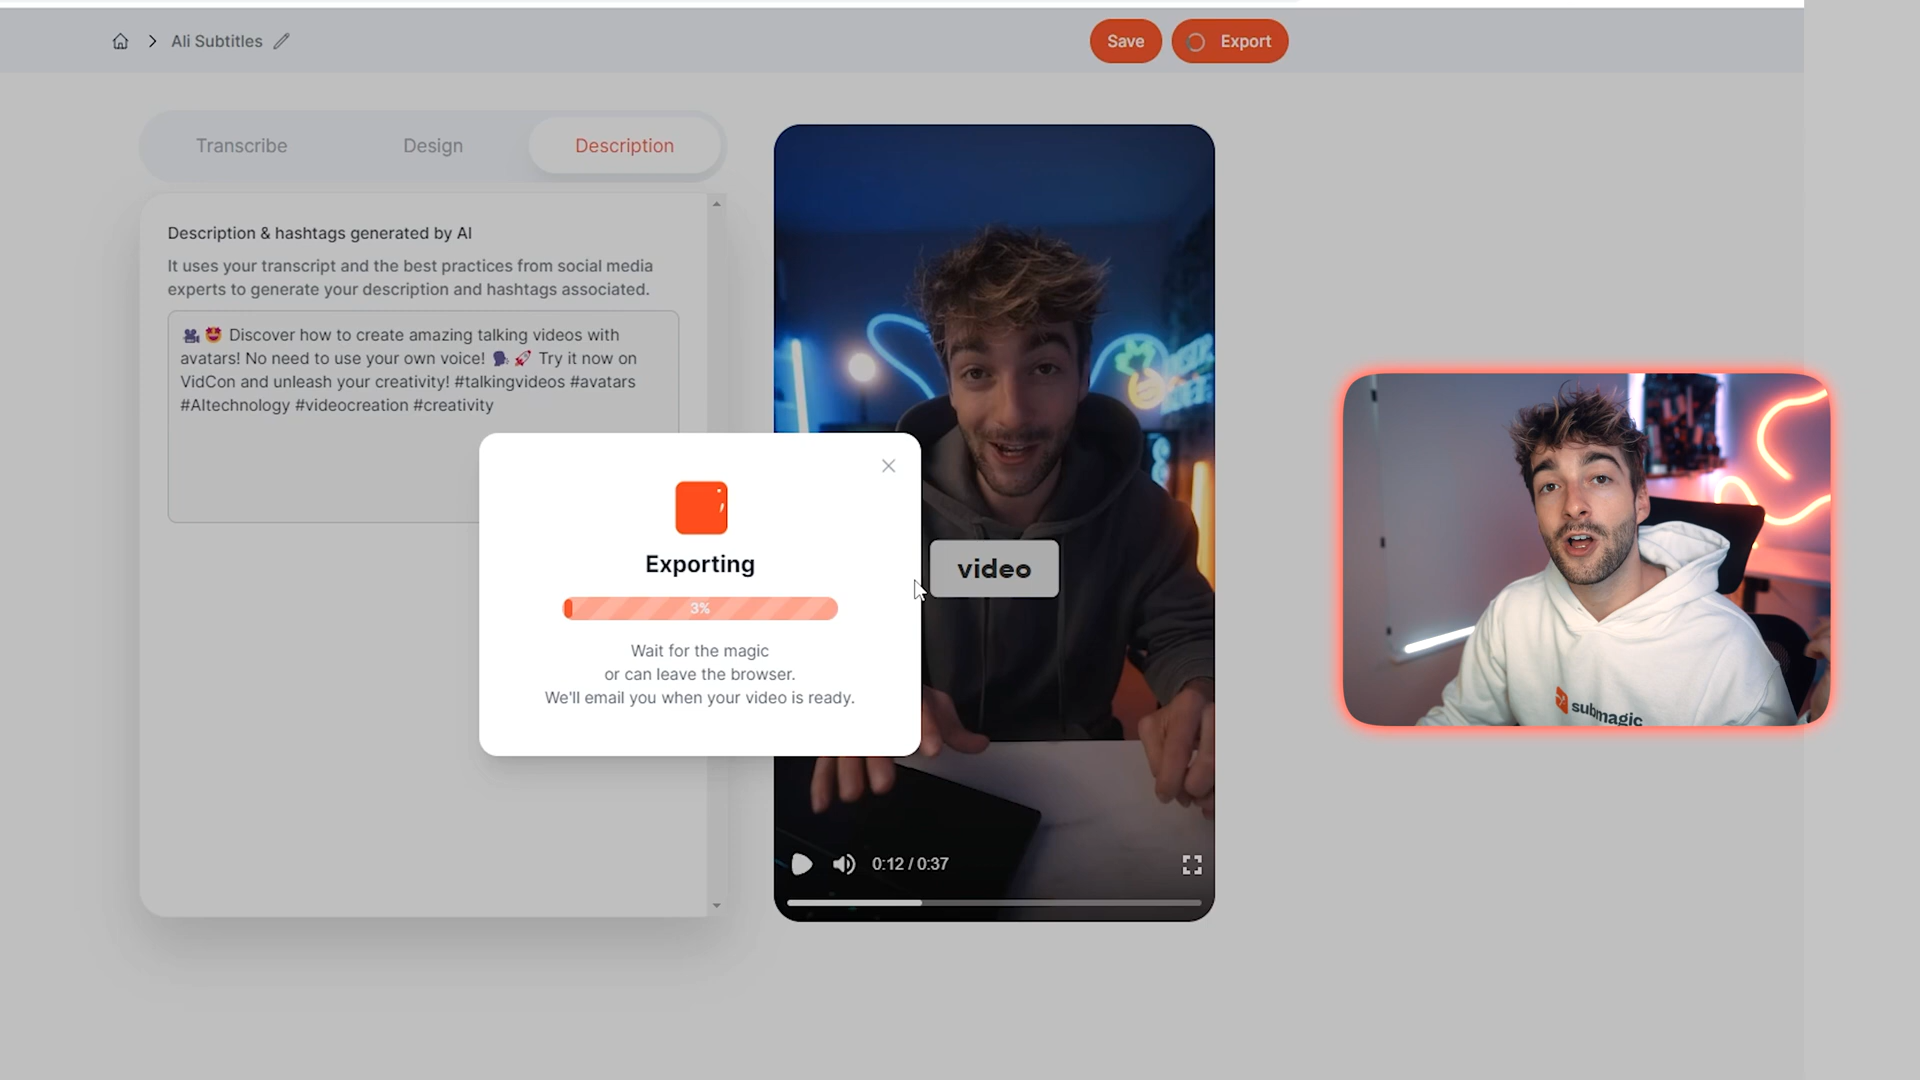 Ali Subtitles
Save
Export
Transcribe
Design
Description
Description & hashtags generated by AI
It uses your transcript and the best practices from social media
experts to generate your description and hashtags associated.
Discover how to create amazing talking videos with
avatars! No need to use your own voice! Try it now on
VidCon and unleash your creativity! #talkingvideos #avatars
#AItechnology #videocreation #creativity
Exporting
3%
Wait for the magic
or can leave the browser.
We'll email you when your video is ready.
video
submagic
0:12 / 0:37